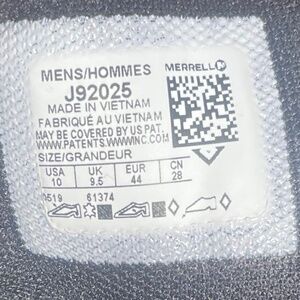 MENS/HOMMES MERRELL
J92025
MADE IN VIETNAM
FABRIQUÉ AU VIETNAM
MAY BE COVERED BY US PAT.
WWW.PATENTS.WWWINC.COM
SIZE/GRANDEUR
USA UK EUR CN
10 9.5 44 28
0519 61374